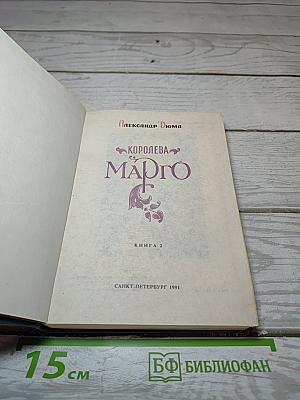 Александр Дюма
КОРОЛЕВА
МАРГО
КНИГА 2
САНКТ-ПЕТЕРБУРГ 1991
15 см
БФ БИБЛИОФАН